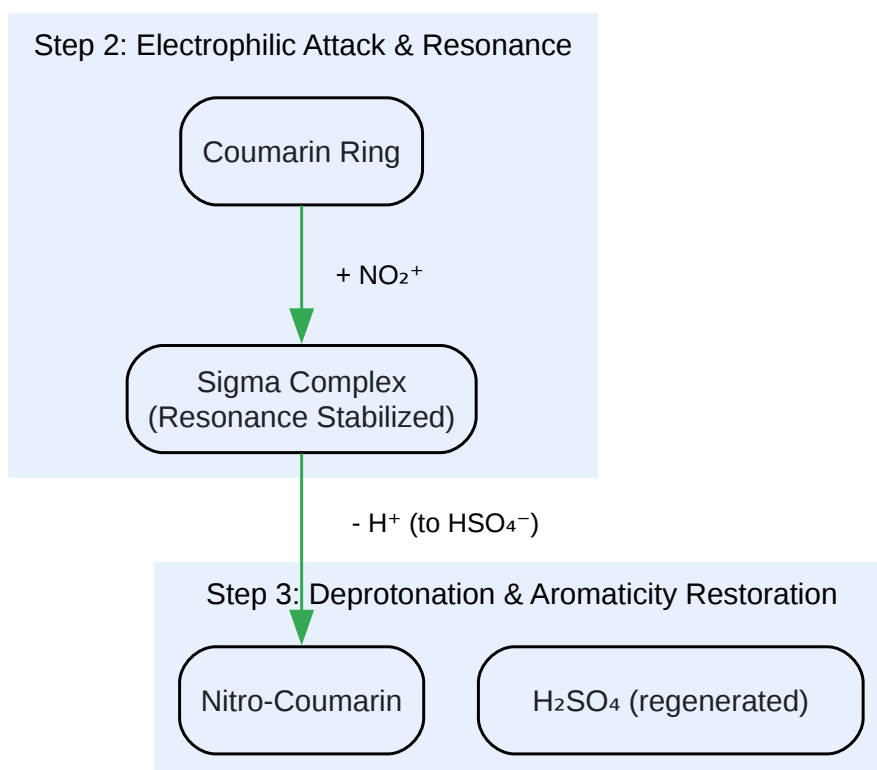 Step 2: Electrophilic Attack & Resonance
Coumarin Ring
+ NO₂⁺
Sigma Complex
(Resonance Stabilized)
- H⁺ (to HSO₄⁻)
Step 3: Deprotonation & Aromaticity Restoration
Nitro-Coumarin
H₂SO₄ (regenerated)